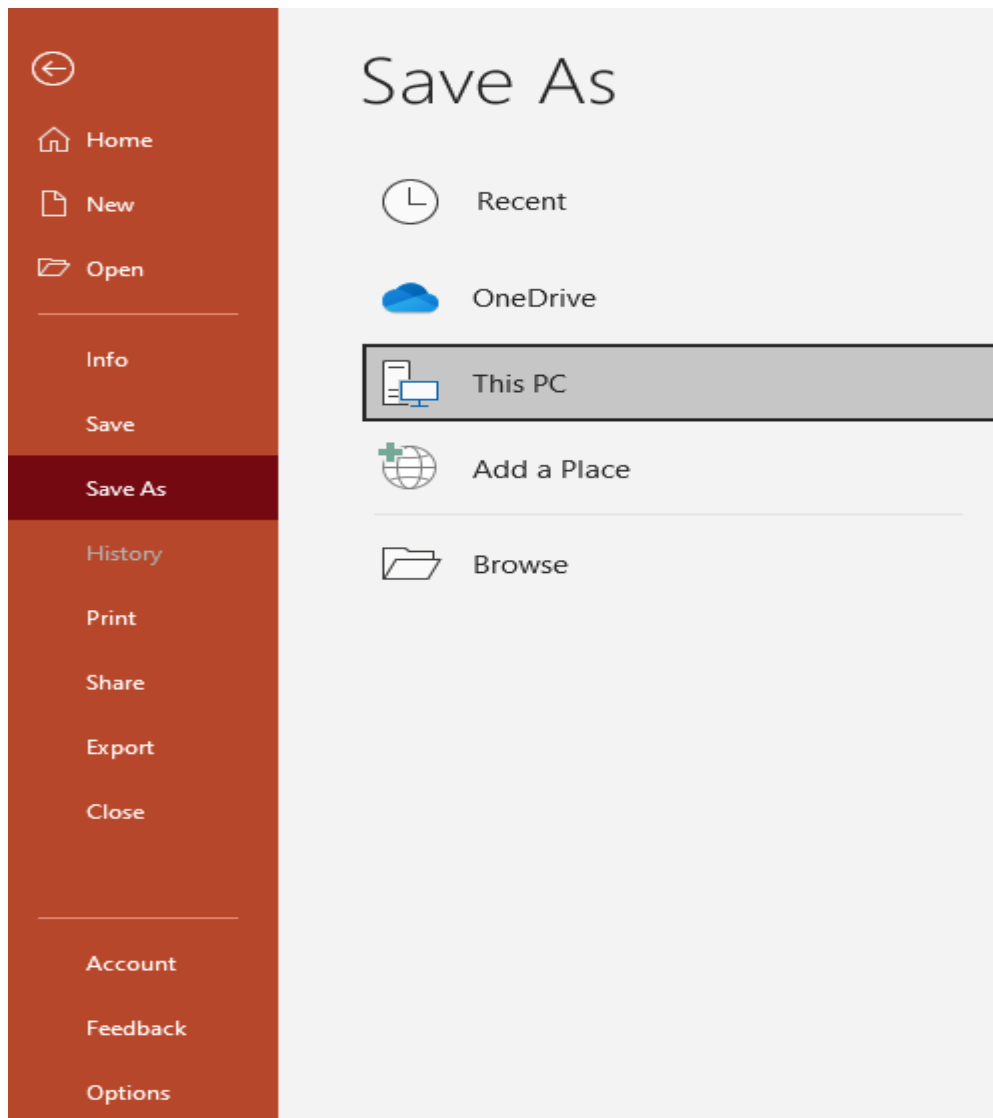 Home
New
Open
Info
Save
Save As
History
Print
Share
Export
Close
Account
Feedback
Options
Save As
Recent
OneDrive
This PC
Add a Place
Browse